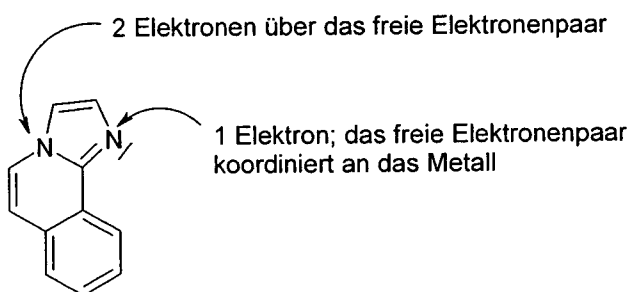 2 Elektronen über das freie Elektronenpaar
1 Elektron; das freie Elektronenpaar
koordiniert an das Metall
N
N